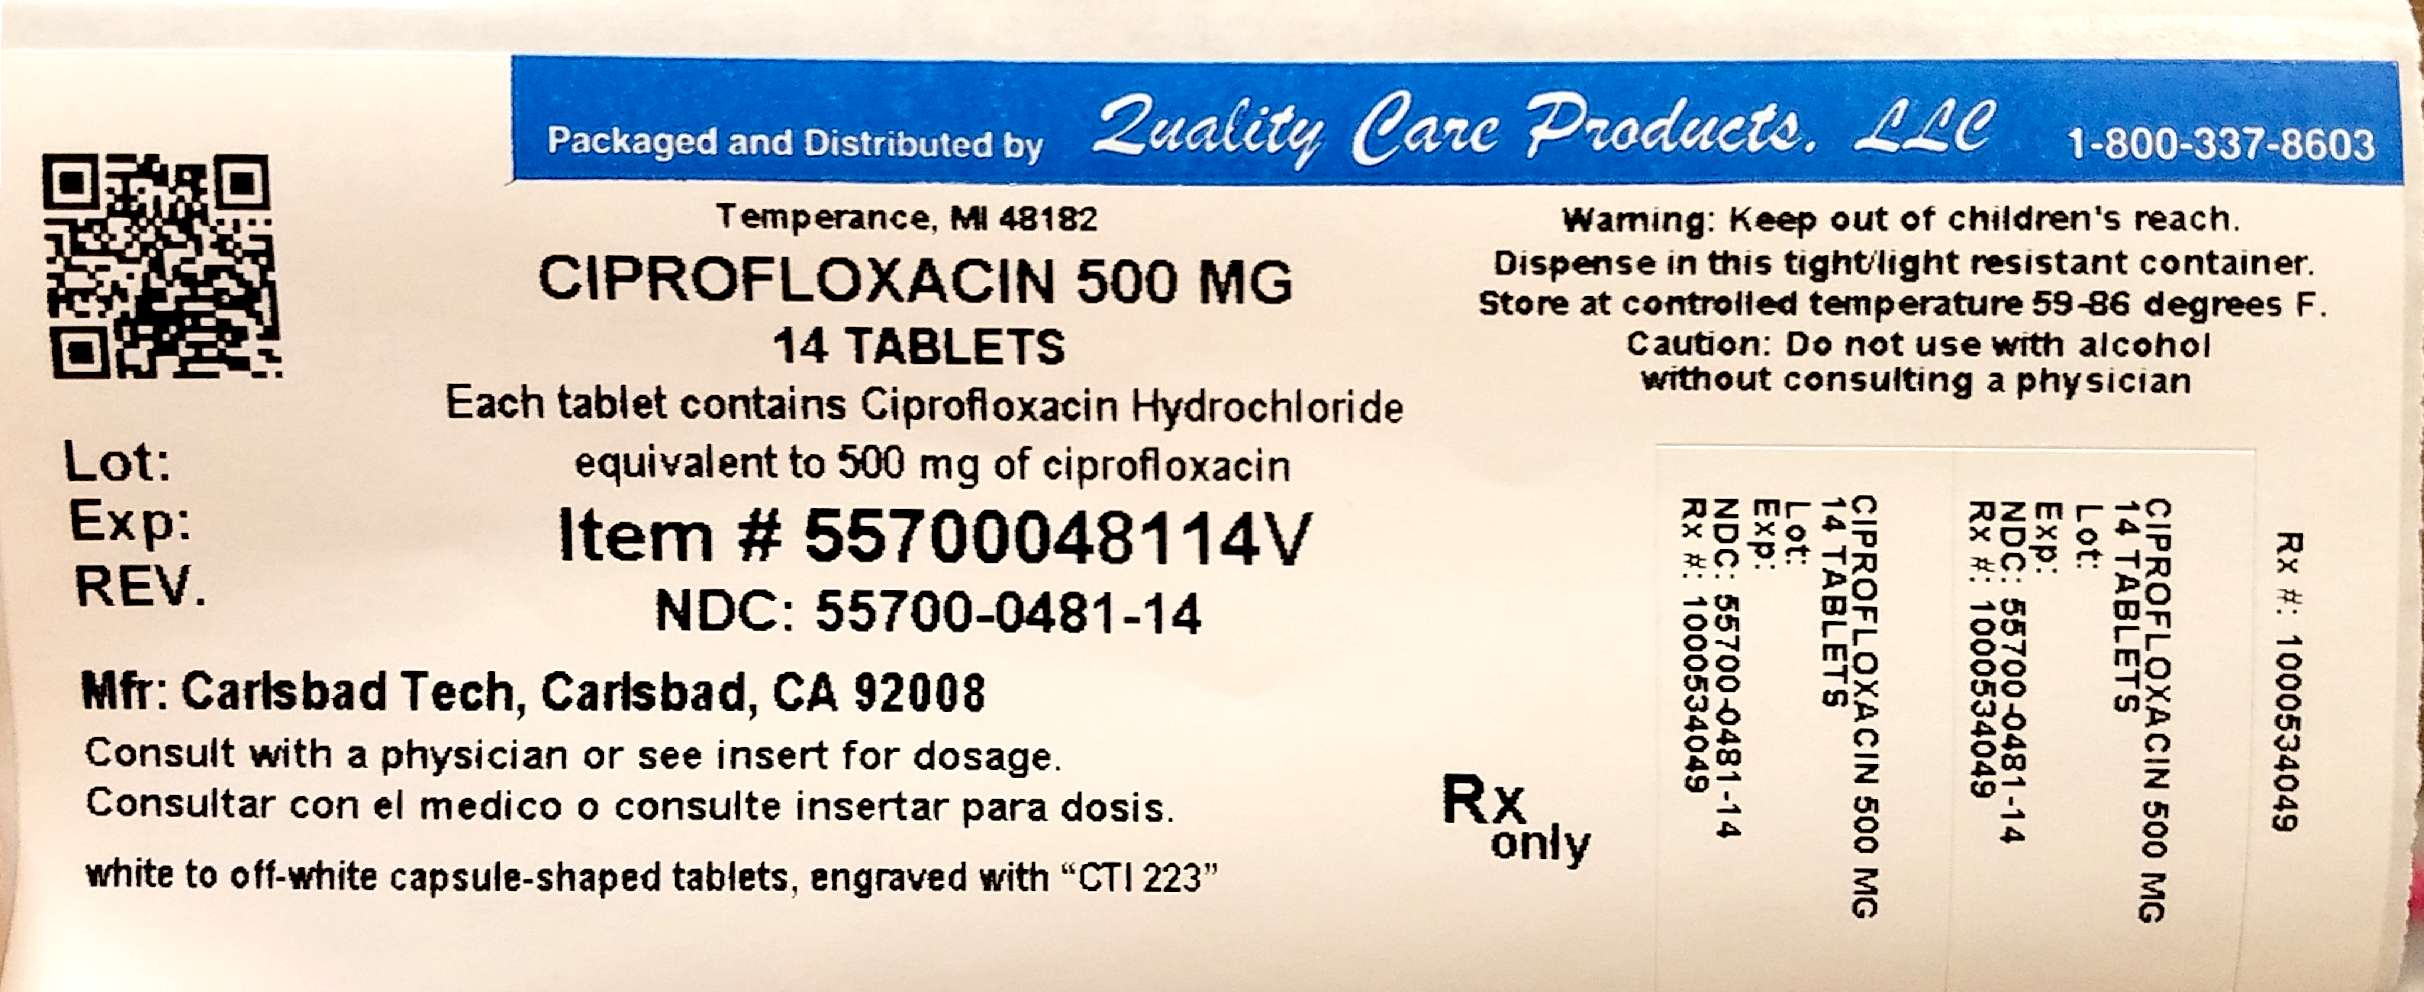 Packaged and Distributed by Quality Care Products, LLC 1-800-337-8603
Temperance, MI 48182
CIPROFLOXACIN 500 MG
14 TABLETS
Each tablet contains Ciprofloxacin Hydrochloride
equivalent to 500 mg of ciprofloxacin
Item # 55700048114V
NDC: 55700-0481-14
Warning: Keep out of children's reach.
Dispense in this tight/light resistant container.
Store at controlled temperature 59-86 degrees F.
Caution: Do not use with alcohol
without consulting a physician
Lot:
Exp:
REV.
Mfr: Carlsbad Tech, Carlsbad, CA 92008
Consult with a physician or see insert for dosage.
Consultar con el medico o consulte insertar para dosis.
white to off-white capsule-shaped tablets, engraved with “CTI 223”
Rx
only
CIPROFLOXACIN 500 MG
14 TABLETS
Lot:
Exp:
NDC: 55700-0481-14
Rx #: 1000534049
CIPROFLOXACIN 500 MG
14 TABLETS
Lot:
Exp:
NDC: 55700-0481-14
Rx #: 1000534049
Rx #: 1000534049